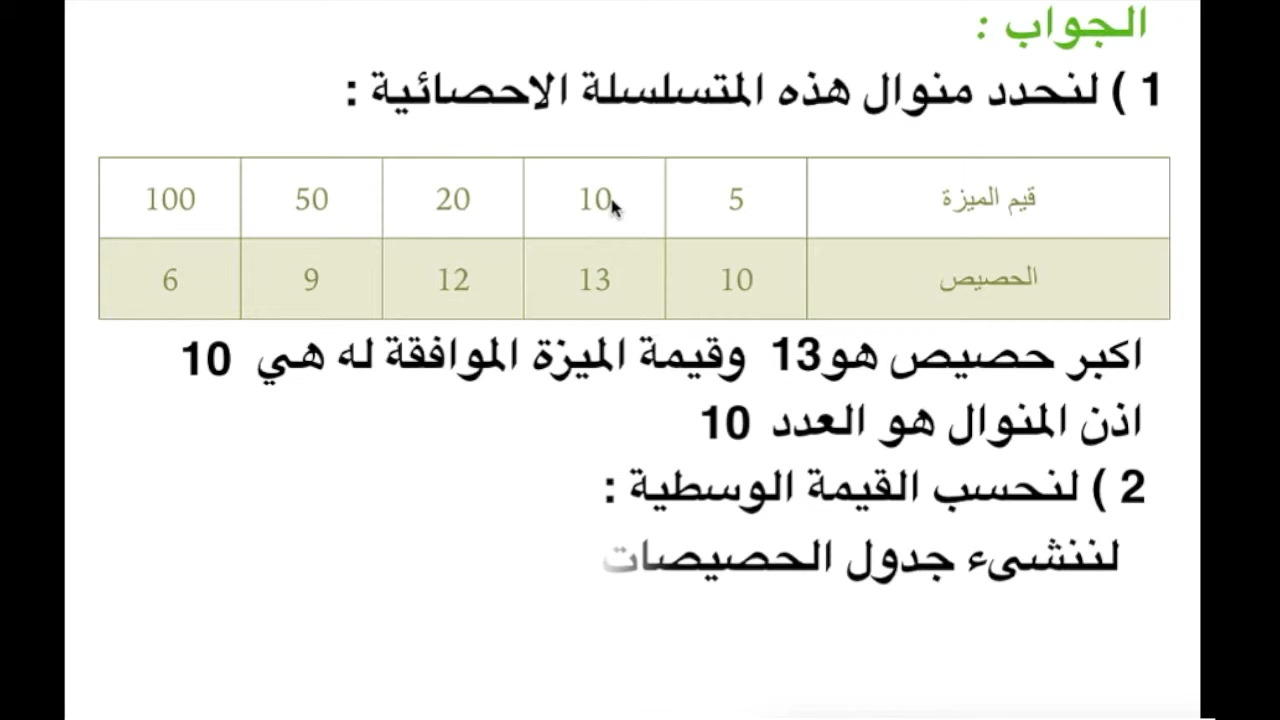 الجواب :
1 ) لنحدد منوال هذه المتسلسلة الاحصائية :
قيم الميزة 5 10 20 50 100
الحصيص 10 13 12 9 6
اكبر حصيص هو13 وقيمة الميزة الموافقة له هي 10
اذن المنوال هو العدد 10
2 ) لنحسب القيمة الوسطية :
لننشىء جدول الحصيصات